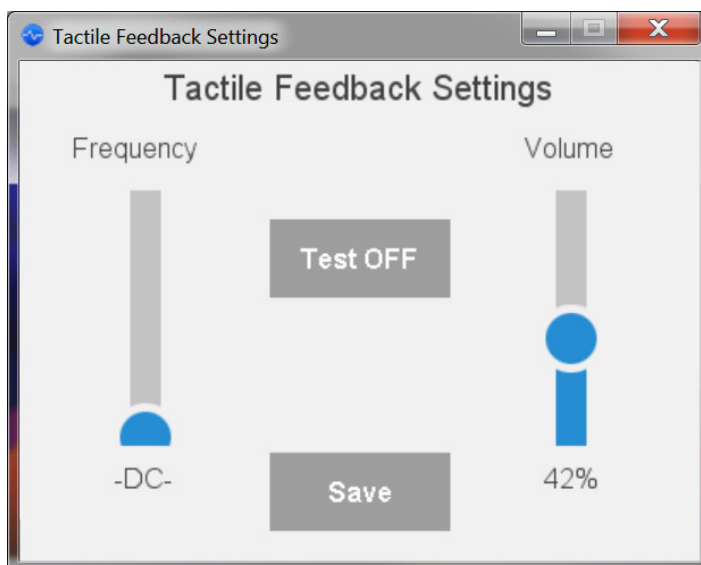 Tactile Feedback Settings
Tactile Feedback Settings
Frequency
Volume
Test OFF
-DC-
42%
Save